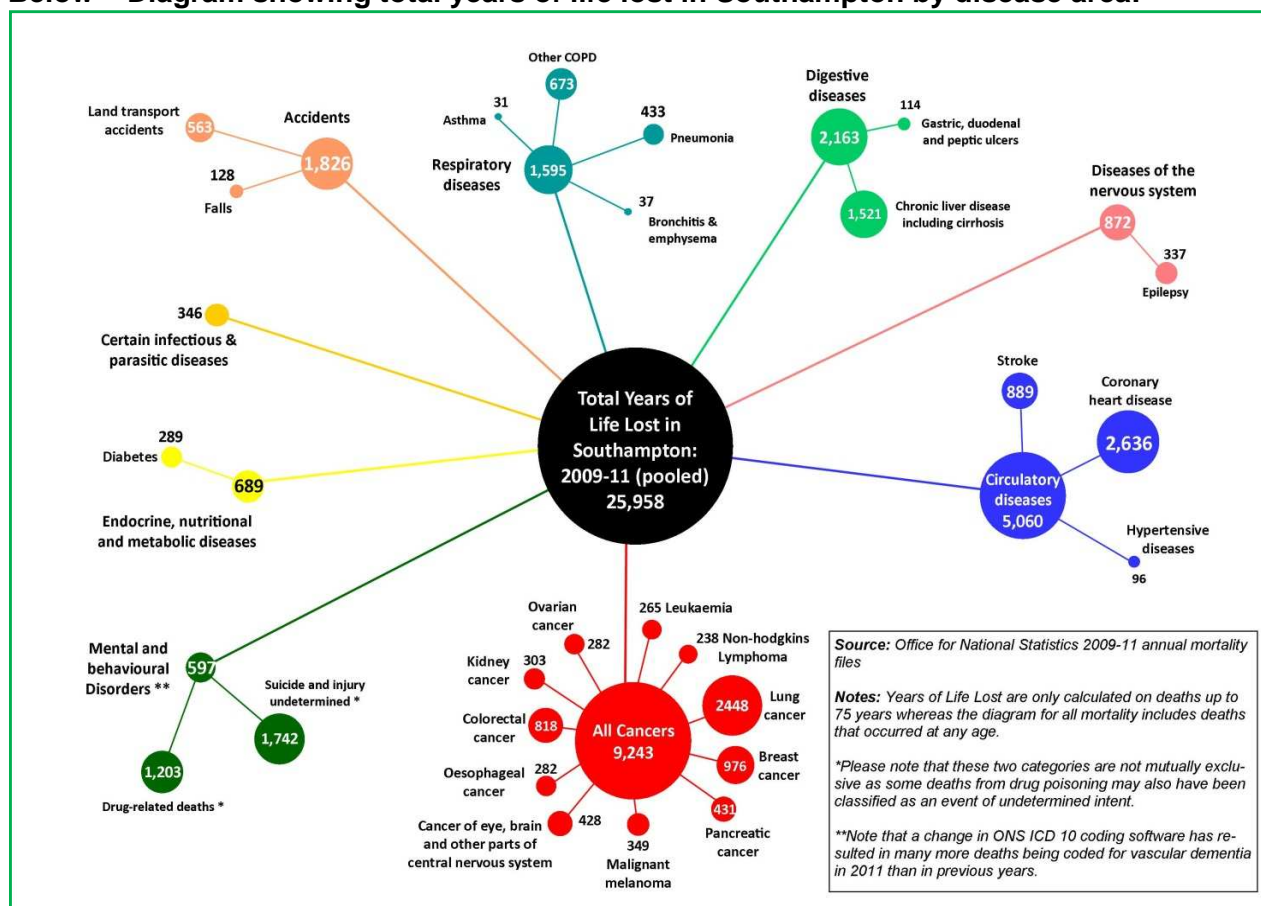 Below – Diagram showing total years of life lost in Southampton by disease area.
Land transport
accidents
563
Accidents
1,826
128
Falls
Other COPD
673
31
Asthma
433
Pneumonia
Respiratory
diseases
1,595
37
Bronchitis &
emphysema
Digestive
diseases
2,163
114
Gastric, duodenal
and peptic ulcers
1,521
Chronic liver disease
including cirrhosis
Diseases of the
nervous system
872
337
Epilepsy
346
Certain infectious &
parasitic diseases
Total Years of
Life Lost in
Southampton:
2009-11 (pooled)
25,958
Stroke
889
Coronary
heart disease
2,636
Circulatory
diseases
5,060
Hypertensive
diseases
96
289
Diabetes
689
Endocrine, nutritional
and metabolic diseases
Mental and
behavioural
Disorders **
597
Suicide and injury
undetermined *
1,742
1,203
Drug-related deaths *
Ovarian
cancer
282
265 Leukaemia
238 Non-hodgkins
Lymphoma
303
Kidney
cancer
2448
Lung
cancer
Colorectal
cancer
818
All Cancers
9,243
976
Breast
cancer
282
Oesophageal
cancer
431
Pancreatic
cancer
428
Cancer of eye, brain
and other parts of
central nervous system
349
Malignant
melanoma
Source: Office for National Statistics 2009-11 annual mortality
files
Notes: Years of Life Lost are only calculated on deaths up to
75 years whereas the diagram for all mortality includes deaths
that occurred at any age.
*Please note that these two categories are not mutually exclu-
sive as some deaths from drug poisoning may also have been
classified as an event of undetermined intent.
**Note that a change in ONS ICD 10 coding software has re-
sulted in many more deaths being coded for vascular dementia
in 2011 than in previous years.